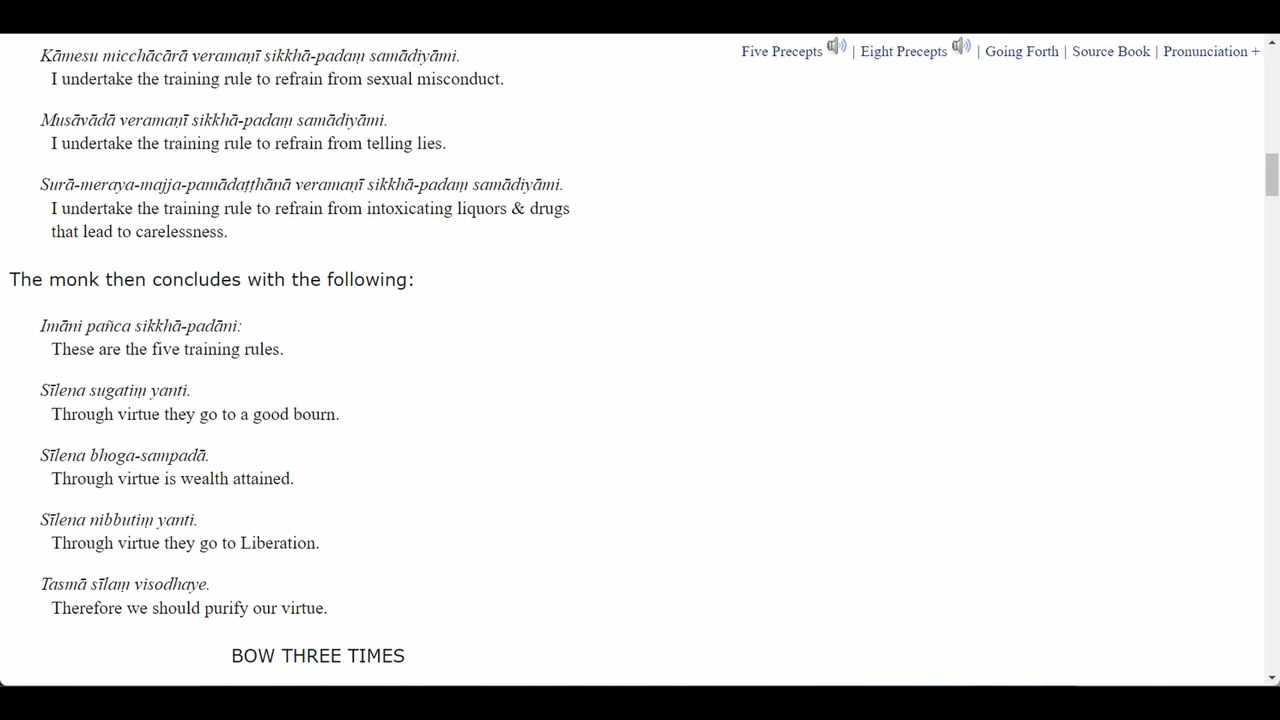 Five Precepts | Eight Precepts | Going Forth | Source Book | Pronunciation +
Kāmesu micchācārā veramaṇī sikkhā-padaṃ samādiyāmi.
I undertake the training rule to refrain from sexual misconduct.
Musāvādā veramaṇī sikkhā-padaṃ samādiyāmi.
I undertake the training rule to refrain from telling lies.
Surā-meraya-majja-pamādaṭṭhānā veramaṇī sikkhā-padaṃ samādiyāmi.
I undertake the training rule to refrain from intoxicating liquors & drugs
that lead to carelessness.
The monk then concludes with the following:
Imāni pañca sikkhā-padāni:
These are the five training rules.
Sīlena sugatiṃ yanti.
Through virtue they go to a good bourn.
Sīlena bhoga-sampadā.
Through virtue is wealth attained.
Sīlena nibbutiṃ yanti.
Through virtue they go to Liberation.
Tasmā sīlaṃ visodhaye.
Therefore we should purify our virtue.
BOW THREE TIMES